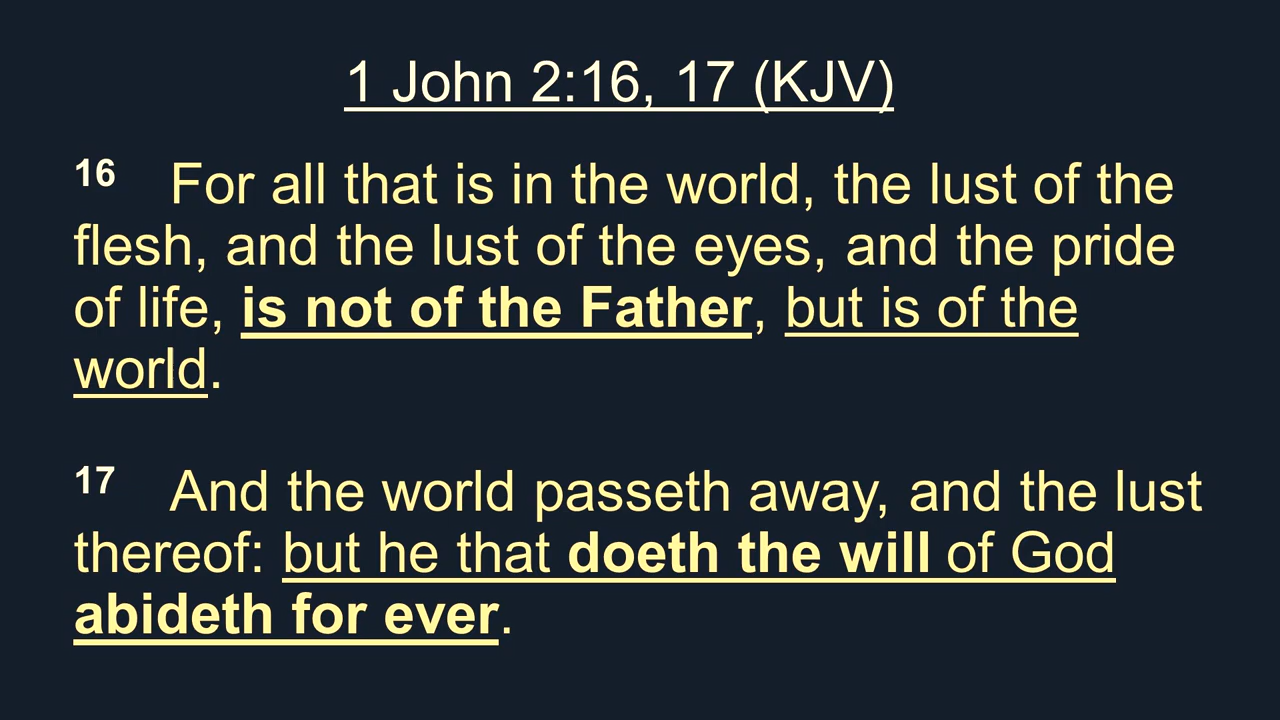 1 John 2:16, 17 (KJV)
16 For all that is in the world, the lust of the
flesh, and the lust of the eyes, and the pride
of life, is not of the Father, but is of the
world.
17 And the world passeth away, and the lust
thereof: but he that doeth the will of God
abideth for ever.